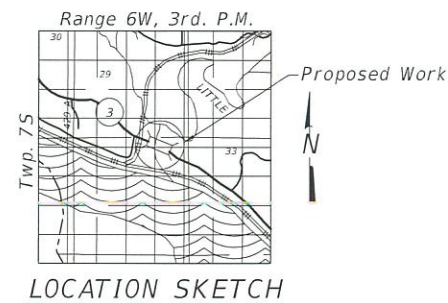 Range 6W, 3rd. P.M.
30
29
Proposed Work
LITTLE
3
Twp. 7S
33
N
LOCATION SKETCH